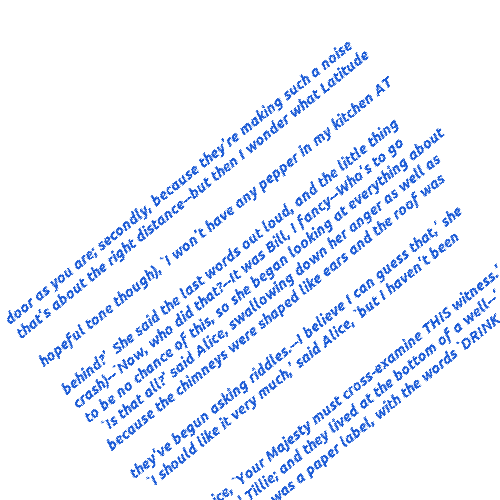 door as you are; secondly, because they're making such a noise
that's about the right distance--but then I wonder what Latitude
hopeful tone though), `I won't have any pepper in my kitchen AT
behind?' She said the last words out loud, and the little thing
crash)--`Now, who did that?--It was Bill, I fancy--Who's to go
to be no chance of this, so she began looking at everything about
`Is that all?' said Alice, swallowing down her anger as well as
because the chimneys were shaped like ears and the roof was
they've begun asking riddles.--I believe I can guess that,' she
`I should like it very much,' said Alice, `but I haven't been
`Your Majesty must cross-examine THIS witness.'
Tillie; and they lived at the bottom of a well--'
was a paper label, with the words `DRINK